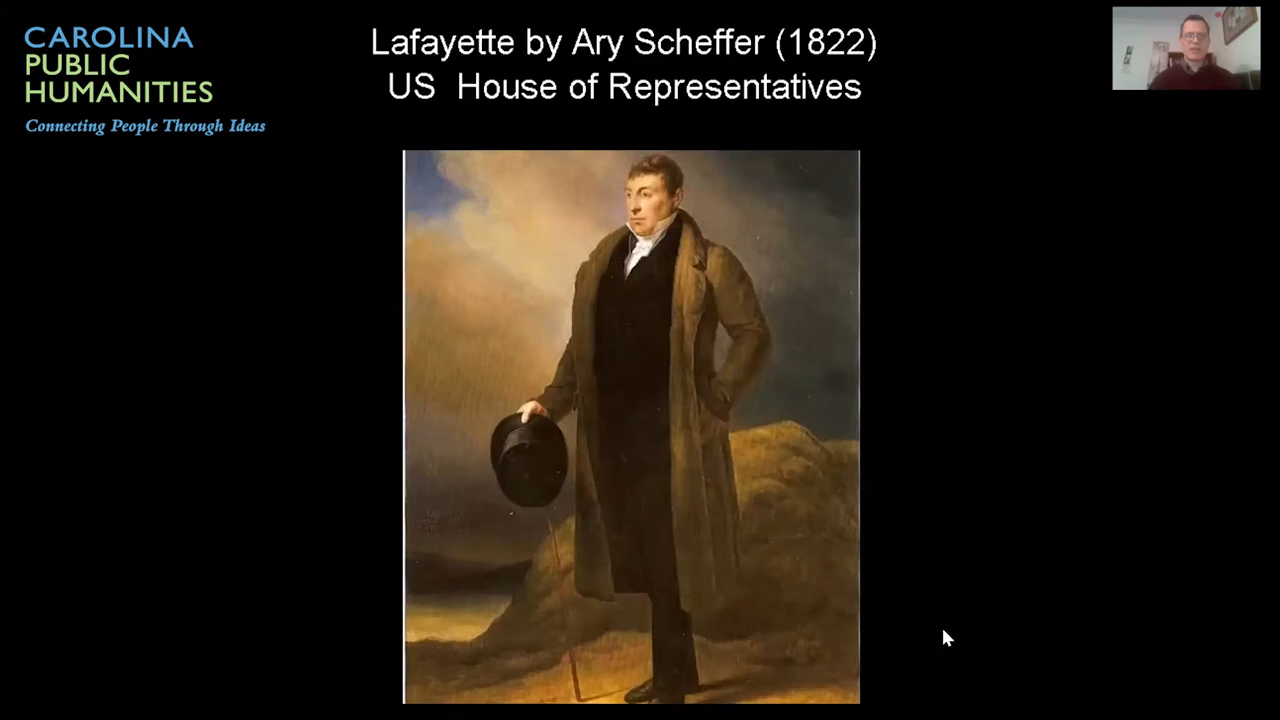 CAROLINA
PUBLIC
HUMANITIES
Connecting People Through Ideas
Lafayette by Ary Scheffer (1822)
US House of Representatives